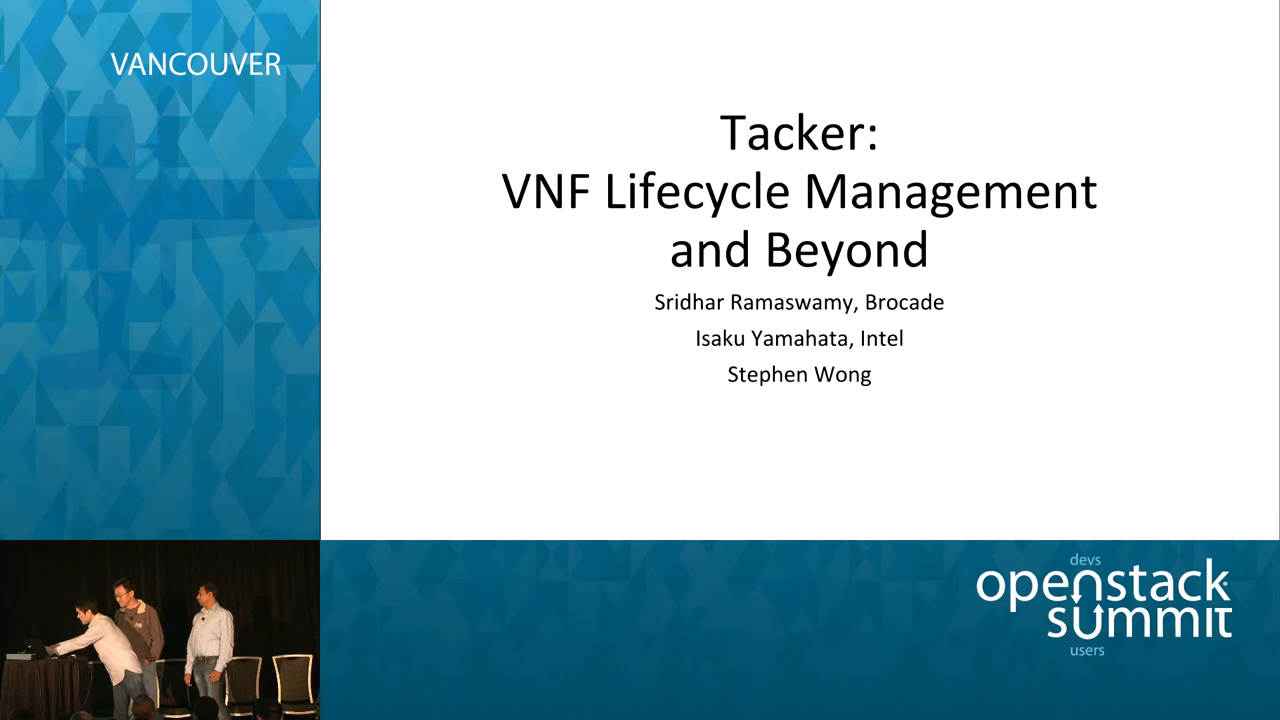 VANCOUVER
Tacker:
VNF Lifecycle Management
and Beyond
Sridhar Ramaswamy, Brocade
Isaku Yamahata, Intel
Stephen Wong
devs
openstack
summit
users